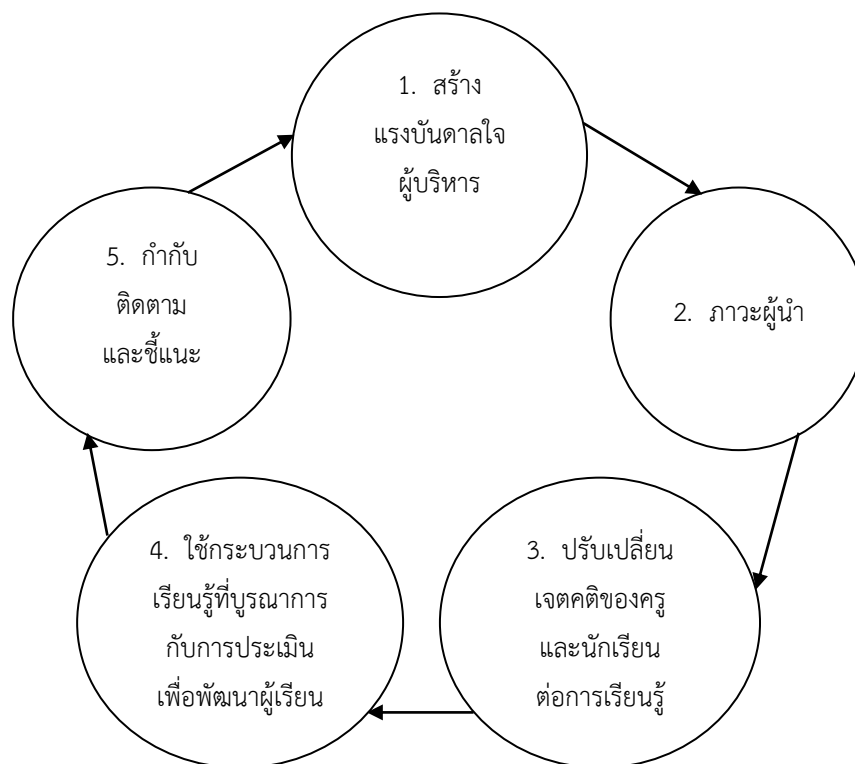 1. สร้าง
แรงบันดาลใจ
ผู้บริหาร
2. ภาวะผู้นำ
3. ปรับเปลี่ยน
เจตคติของครู
และนักเรียน
ต่อการเรียนรู้
4. ใช้กระบวนการ
เรียนรู้ที่บูรณาการ
กับการประเมิน
เพื่อพัฒนาผู้เรียน
5. กำกับ
ติดตาม
และชี้แนะ